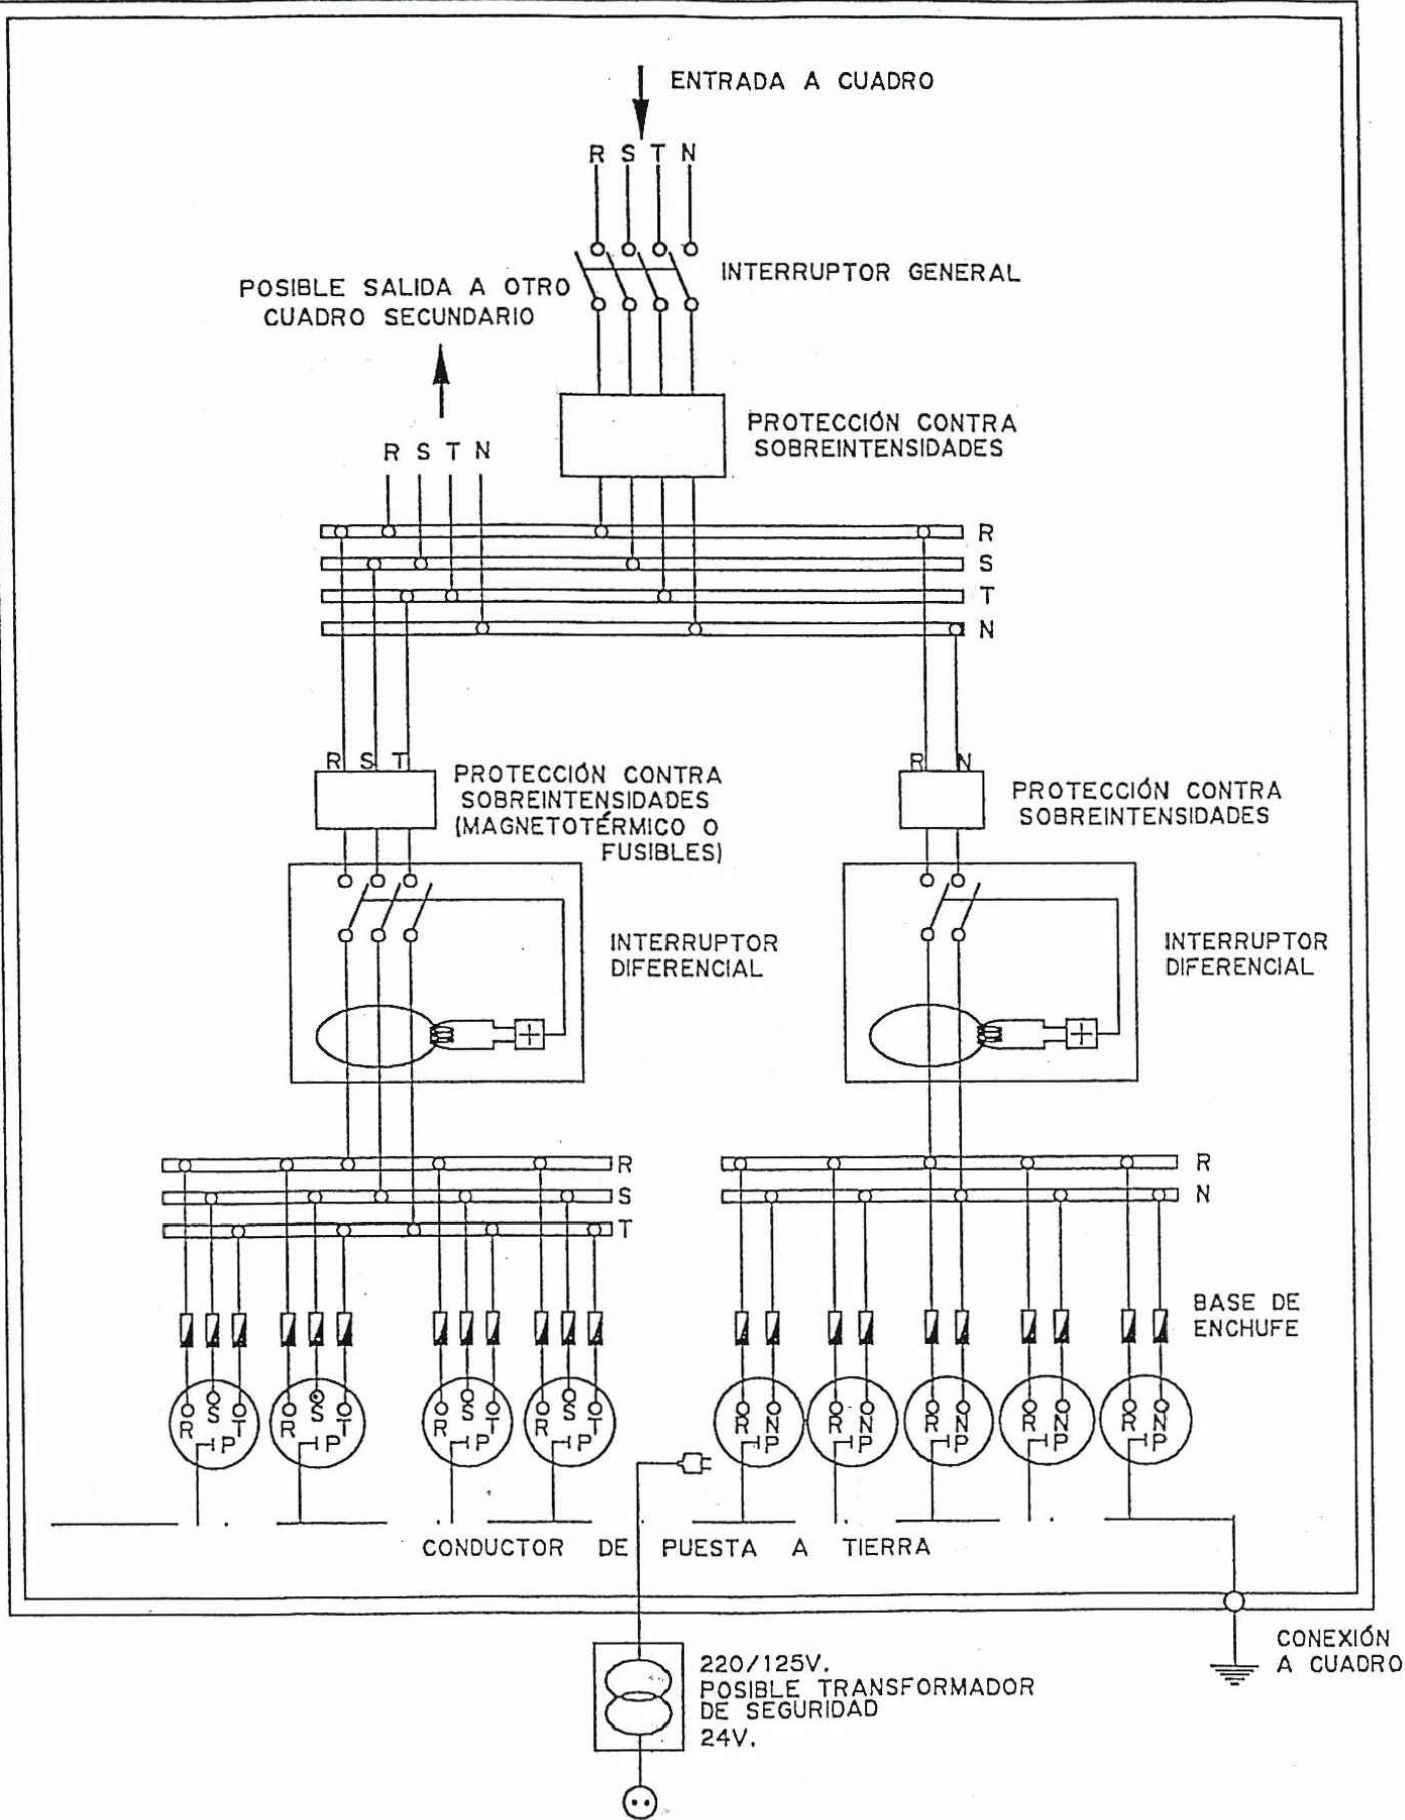 ENTRADA A CUADRO
R S T N
INTERRUPTOR GENERAL
POSIBLE SALIDA A OTRO
CUADRO SECUNDARIO
PROTECCIÓN CONTRA
SOBREINTENSIDADES
R S T N
R
S
T
N
R S T
PROTECCIÓN CONTRA
SOBREINTENSIDADES
(MAGNETOTÉRMICO O
FUSIBLES)
R N
PROTECCIÓN CONTRA
SOBREINTENSIDADES
INTERRUPTOR
DIFERENCIAL
INTERRUPTOR
DIFERENCIAL
R
S
T
R
N
BASE DE
ENCHUFE
R S T P
R S T P
R S T P
R S T P
R N P
R N P
R N P
R N P
R N P
CONDUCTOR DE PUESTA A TIERRA
CONEXIÓN
A CUADRO
220/125V.
POSIBLE TRANSFORMADOR
DE SEGURIDAD
24V.